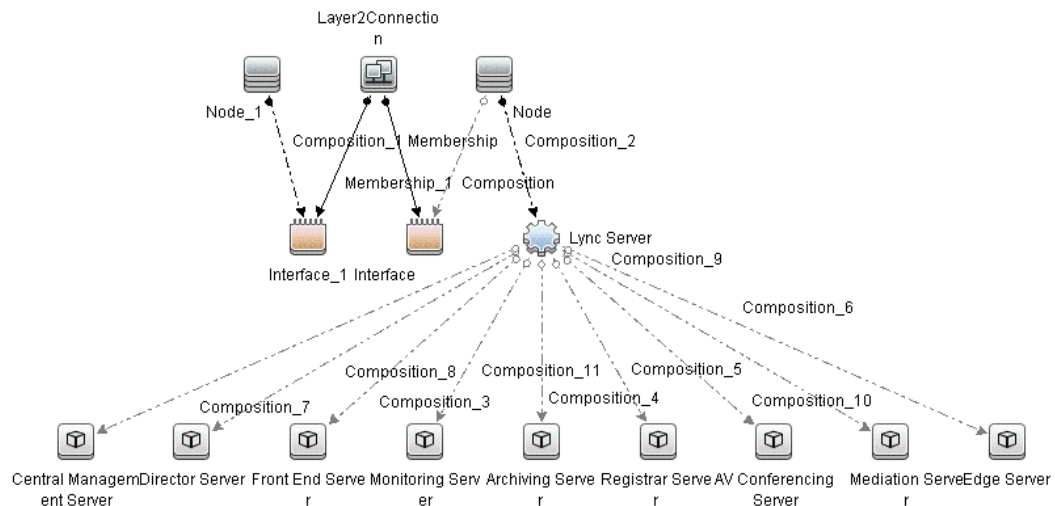 Layer2Connectio
n
Node_1
Node
Composition_1
Membership
Composition_2
Membership_1
Composition
Interface_1
Interface
Lync Server
Composition_9
Composition_6
Composition_8
Composition_11
Composition_5
Composition_7
Composition_3
Composition_4
Composition_10
Central Managem
ent Server
Director Server
Front End Serve
r
Monitoring Serv
er
Archiving Serve
r
Registrar Serve
r
AV Conferencing
Server
Mediation Serve
r
Edge Server